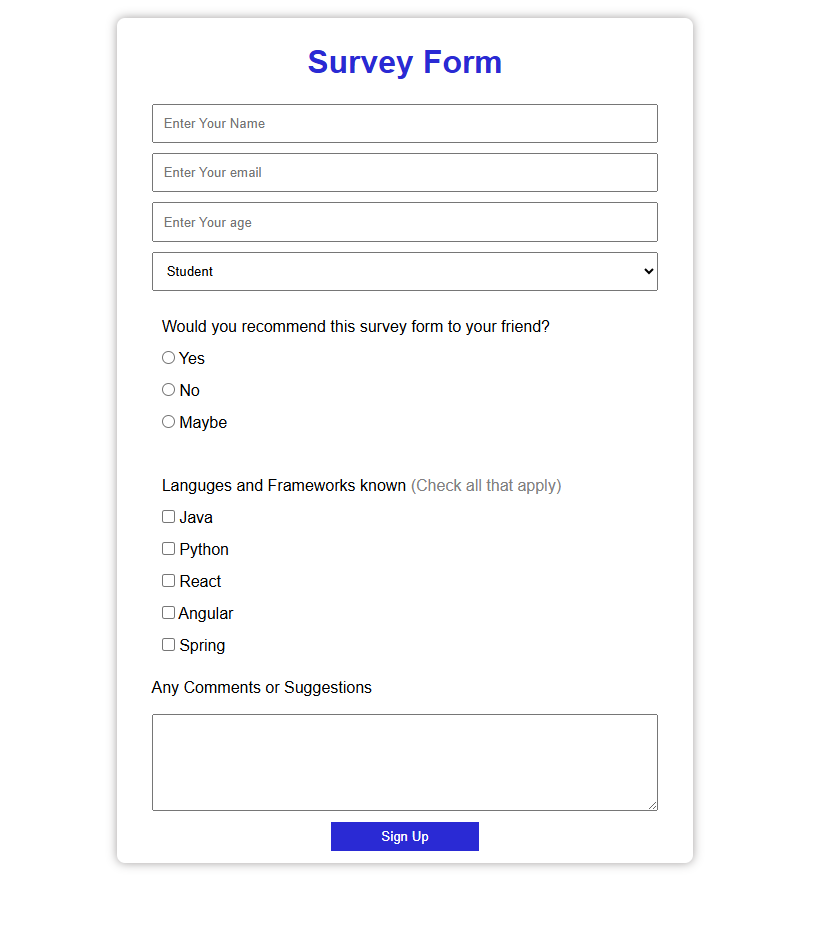 Survey Form
Enter Your Name
Enter Your email
Enter Your age
Student
Would you recommend this survey form to your friend?
Yes
No
Maybe
Languges and Frameworks known (Check all that apply)
Java
Python
React
Angular
Spring
Any Comments or Suggestions
Sign Up